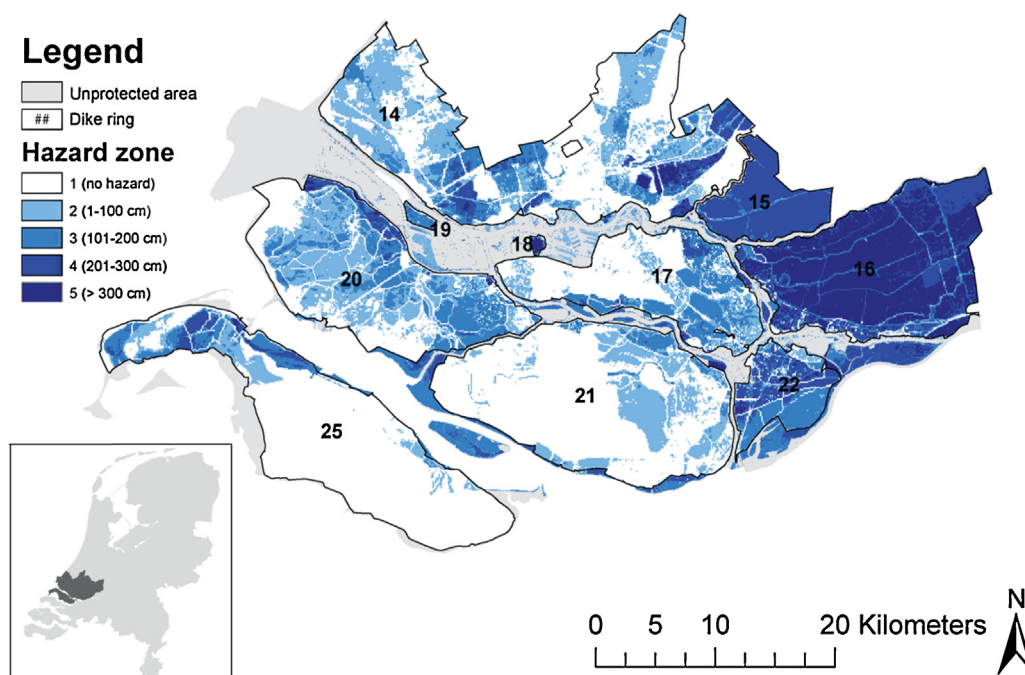 Legend
Unprotected area
## Dike ring
Hazard zone
1 (no hazard)
2 (1-100 cm)
3 (101-200 cm)
4 (201-300 cm)
5 (> 300 cm)
14
15
16
17
18
19
20
21
22
25
0 5 10 20 Kilometers
N